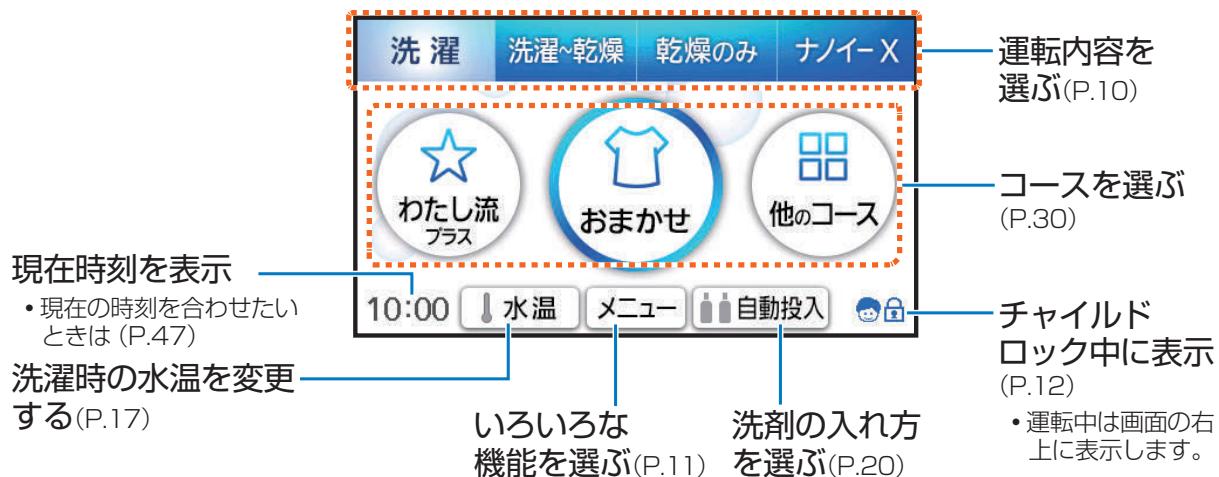 洗濯 洗濯~乾燥 乾燥のみ ナノイーX
運転内容を
選ぶ(P.10)
わたし流
プラス
おまかせ
他のコース
コースを選ぶ
(P.30)
現在時刻を表示
•現在の時刻を合わせたい
ときは(P.47)
10:00 水温 メニュー 自動投入
チャイルド
ロック中に表示
(P.12)
•運転中は画面の右
上に表示します。
洗濯時の水温を変更
する(P.17)
いろいろな
機能を選ぶ(P.11)
洗剤の入れ方
を選ぶ(P.20)